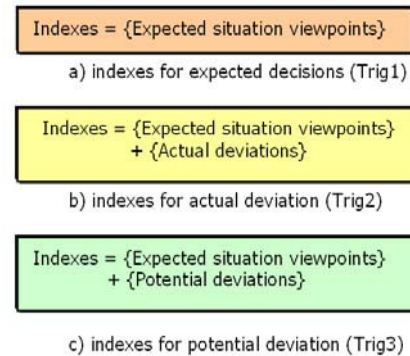 Indexes = {Expected situation viewpoints}
a) indexes for expected decisions (Trig1)
Indexes = {Expected situation viewpoints}
+ {Actual deviations}
b) indexes for actual deviation (Trig2)
Indexes = {Expected situation viewpoints}
+ {Potential deviations}
c) indexes for potential deviation (Trig3)